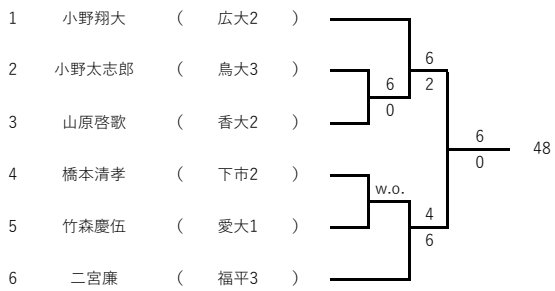 1 小野翔大 ( 広大2 )
6
2 小野太志郎 ( 鳥大3 )
6 2
0
3 山原啓歌 ( 香大2 )
6
48
0
4 橋本清孝 ( 下市2 )
w.o.
4
5 竹森慶伍 ( 愛大1 )
6
6 二宮廉 ( 福平3 )